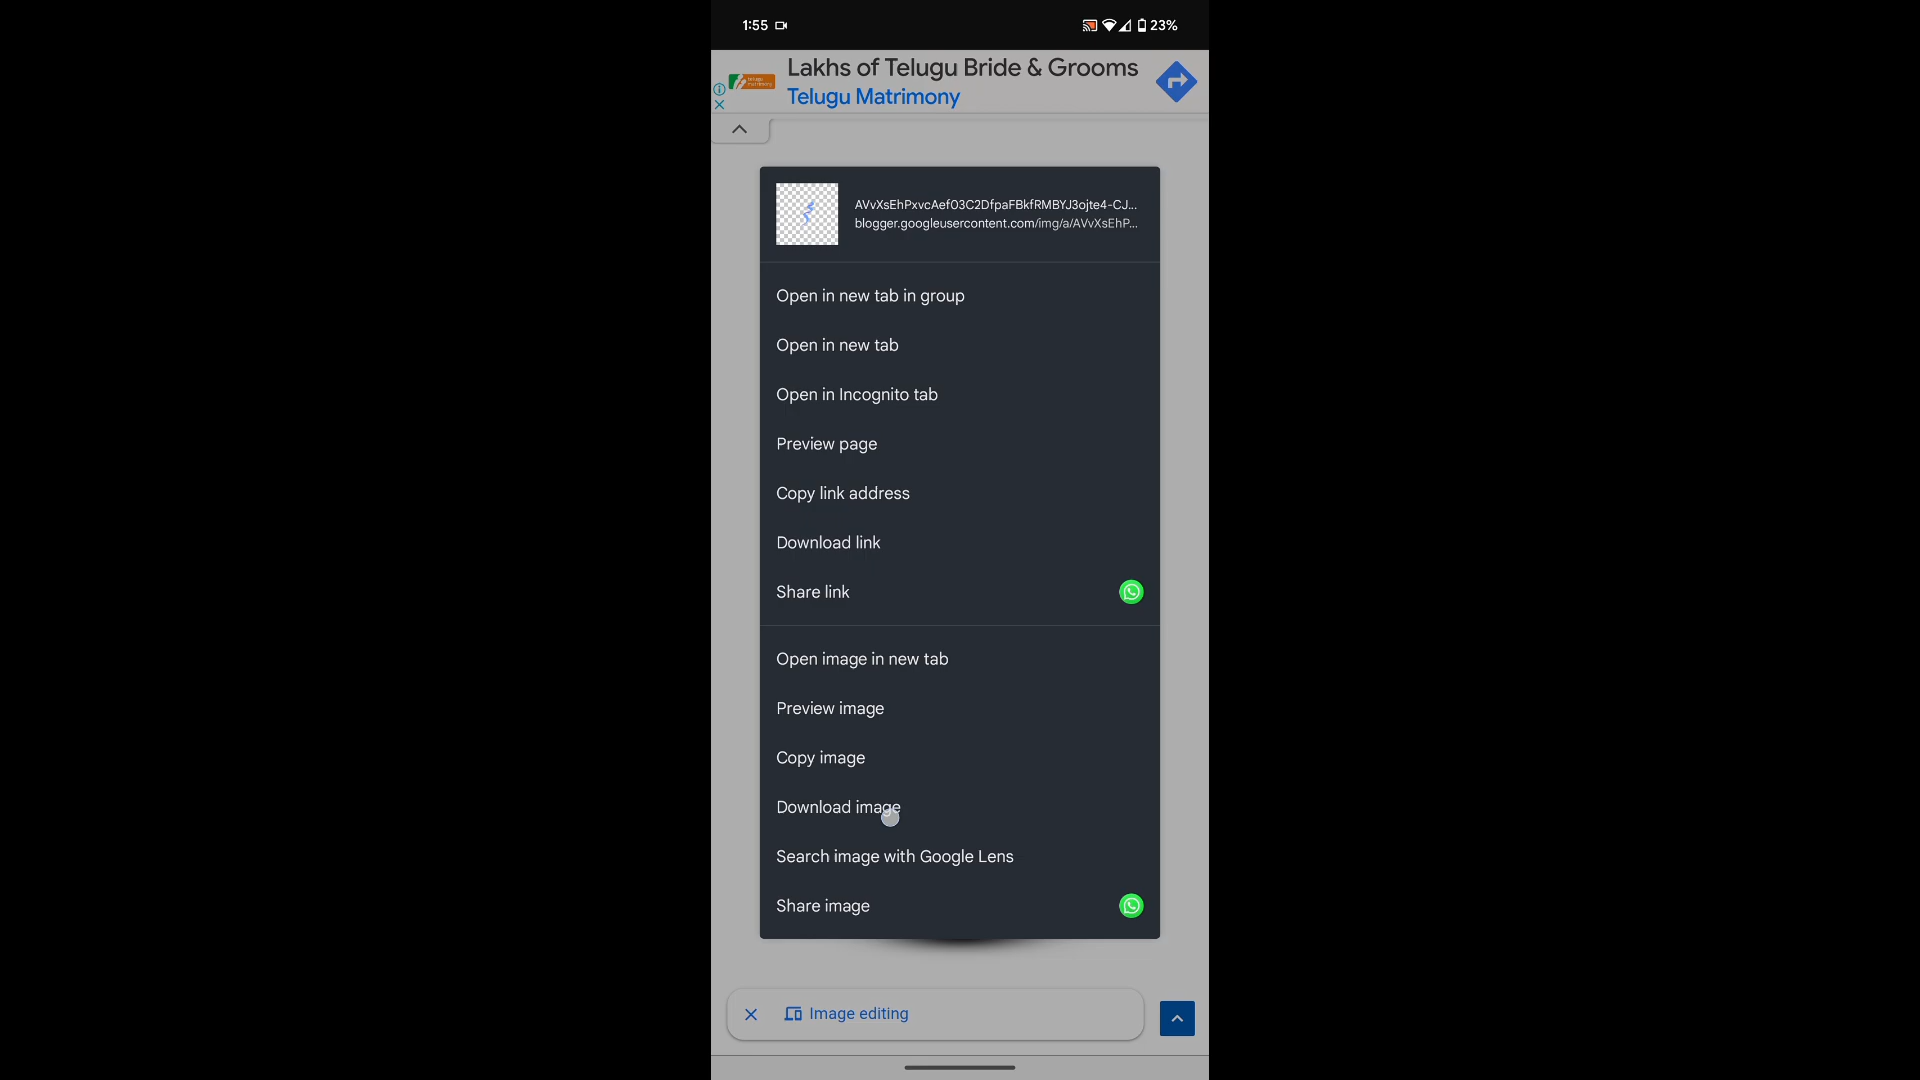 1:55
23%
Lakhs of Telugu Bride & Grooms
Telugu Matrimony
AVvXsEhPxvcAef03C2DfpaFBkfRMBYJ3ojte4-CJ...
blogger.googleusercontent.com/img/a/AVvXsEhP...
Open in new tab in group
Open in new tab
Open in Incognito tab
Preview page
Copy link address
Download link
Share link
Open image in new tab
Preview image
Copy image
Download image
Search image with Google Lens
Share image
Image editing